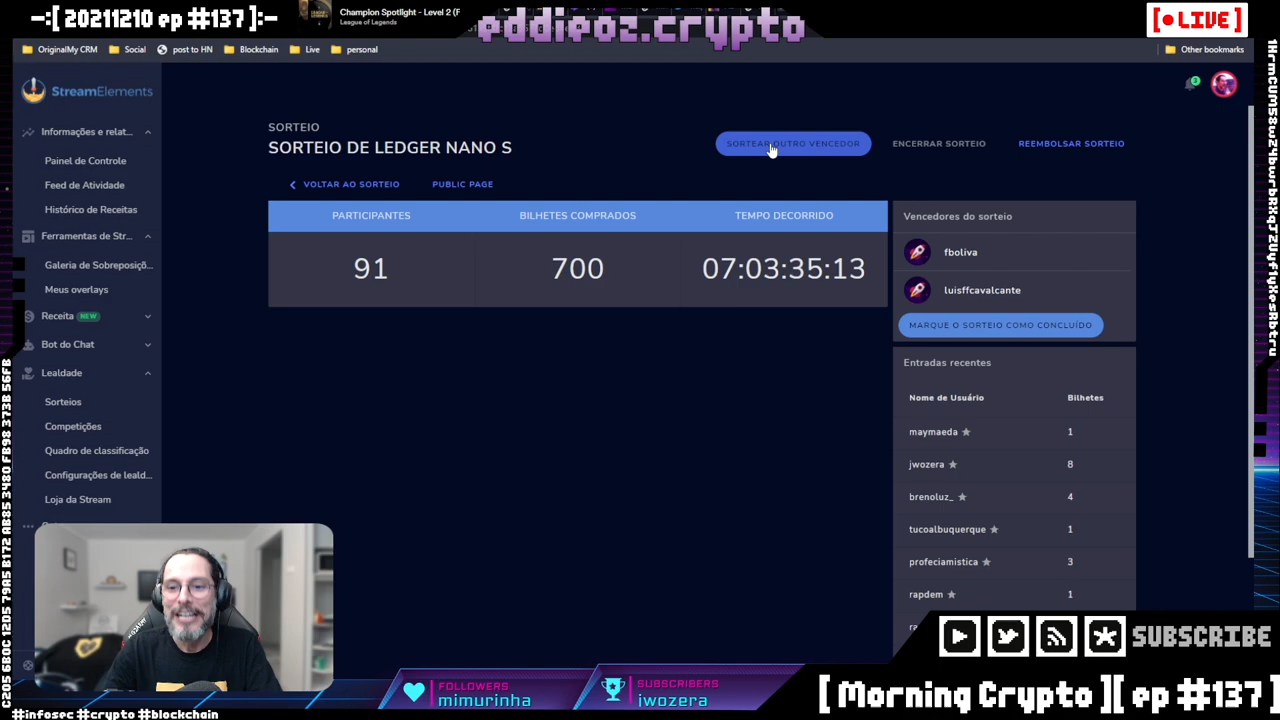 -:[ 20211210 ep #137 ]:-
Champion Spotlight - Level 2 (F
League of Legends
eddieoz.crypto
[•LIVE]
OriginalMy CRM
Social
post to HN
Blockchain
Live
personal
Other bookmarks
StreamElements
3
Informações e relat...
Painel de Controle
Feed de Atividade
Histórico de Receitas
Ferramentas de Str...
Galeria de Sobreposiçõ...
Meus overlays
Receita NEW
Bot do Chat
Lealdade
Sorteios
Competições
Quadro de classificação
Configurações de leald...
Loja da Stream
SORTEIO
SORTEIO DE LEDGER NANO S
SORTEAR OUTRO VENCEDOR
ENCERRAR SORTEIO
REEMBOLSAR SORTEIO
VOLTAR AO SORTEIO
PUBLIC PAGE
PARTICIPANTES
BILHETES COMPRADOS
TEMPO DECORRIDO
91
700
07:03:35:13
Vencedores do sorteio
fboliva
luisffcavalcante
MARQUE O SORTEIO COMO CONCLUÍDO
Entradas recentes
Nome de Usuário
Bilhetes
maymaeda
1
jwozera
8
brenoluz_
4
tucoalbuquerque
1
profeciamistica
3
rapdem
1
SUBSCRIBE
FOLLOWERS
mimurinha
SUBSCRIBERS
iwozera
[ Morning Crypto ][ ep #137 ]
#infosec #crypto #blockchain